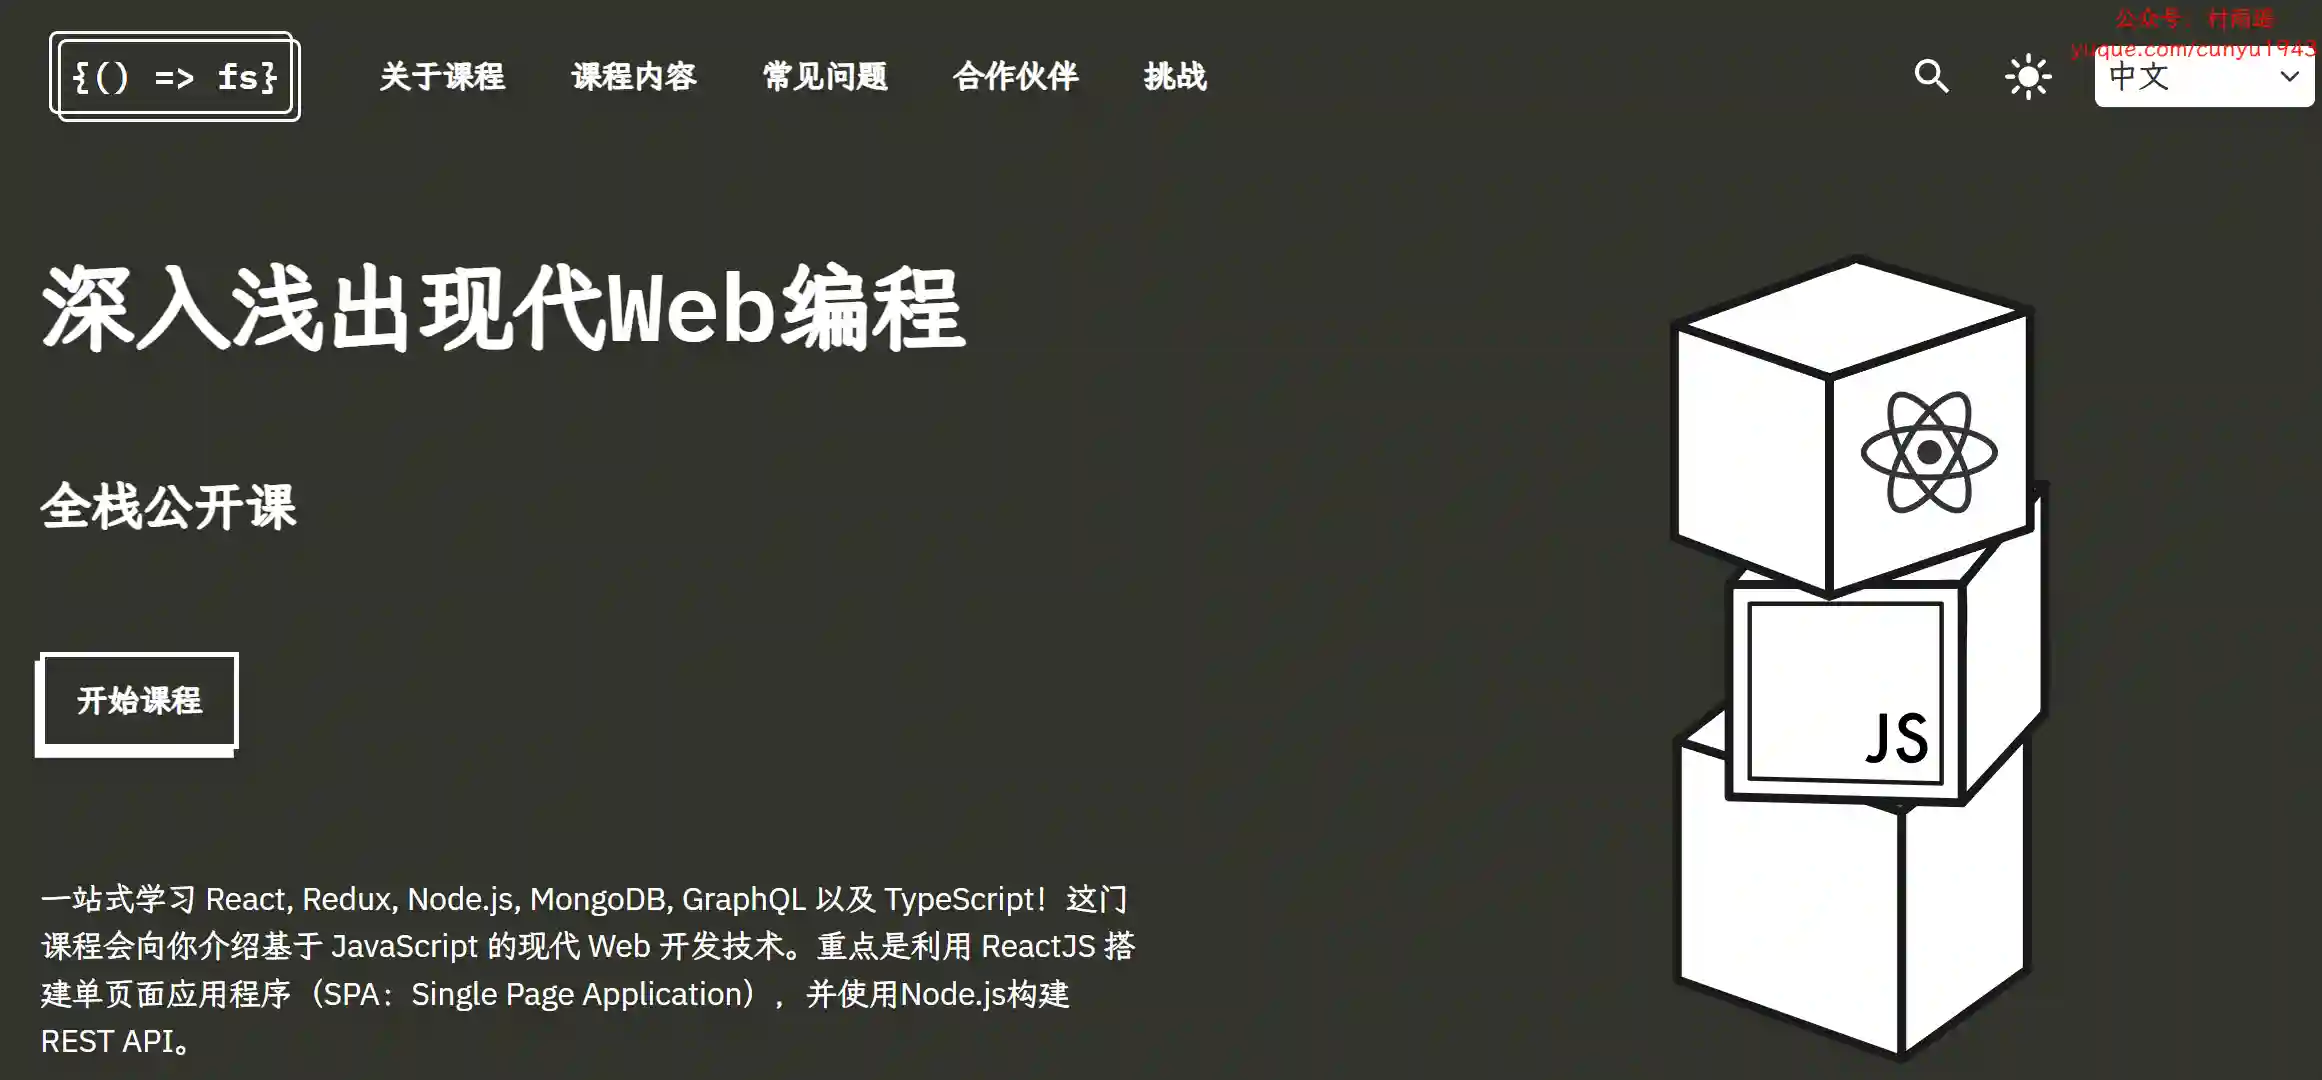 公众号：村雨遥
yuque.com/cunyu1943
{() => fs}
关于课程
课程内容
常见问题
合作伙伴
挑战
中文
深入浅出现代Web编程
全栈公开课
开始课程
JS
一站式学习 React, Redux, Node.js, MongoDB, GraphQL 以及 TypeScript！这门
课程会向你介绍基于 JavaScript 的现代 Web 开发技术。重点是利用 ReactJS 搭
建单页面应用程序（SPA：Single Page Application），并使用Node.js构建
REST API。